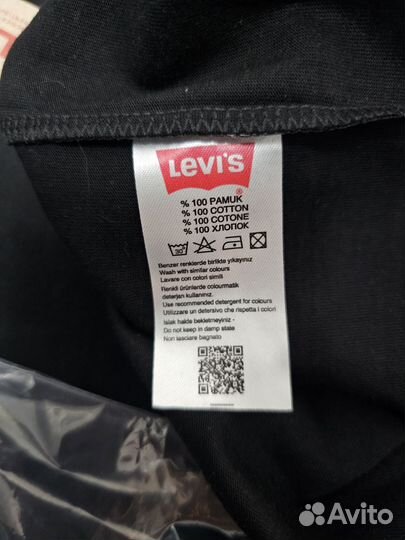 LEVI'S
®
% 100 PAMUK
% 100 COTTON
% 100 COTONE
% 100 ХЛОПОК
30°
Benzer renklerde birlikte yıkayınız
Wash with similar colours
Lavare con colori simili
Renkli ürünlerde colourmatik
deterjan kullanınız.
Use recommended detergent for colours
Utilizzare un detersivo che rispetta i colori
Islak halde bekletmeyiniz -
Do not keep in damp state
Non lasciare bagnato
Avito